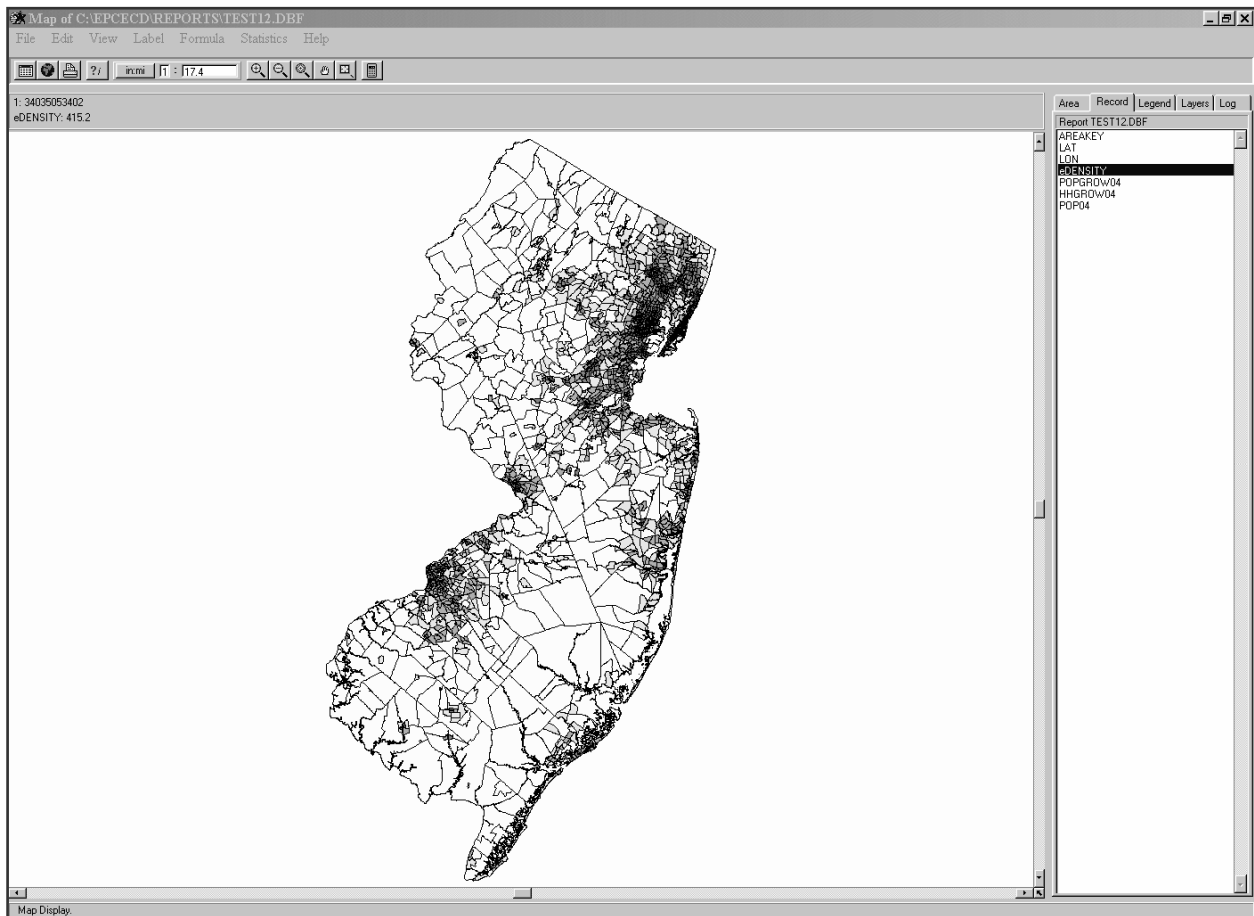 Map of C:\EPCECD\REPORTS\TEST12.DBF
File Edit View Label Formula Statistics Help
?/ in:mi 1 : 17.4
1: 34035053402
eDENSITY: 415.2
Area Record Legend Layers Log
Report TEST12.DBF
AREAKEY
LAT
LON
eDENSITY
POPGROW04
HHGROW04
POP04
Map Display.